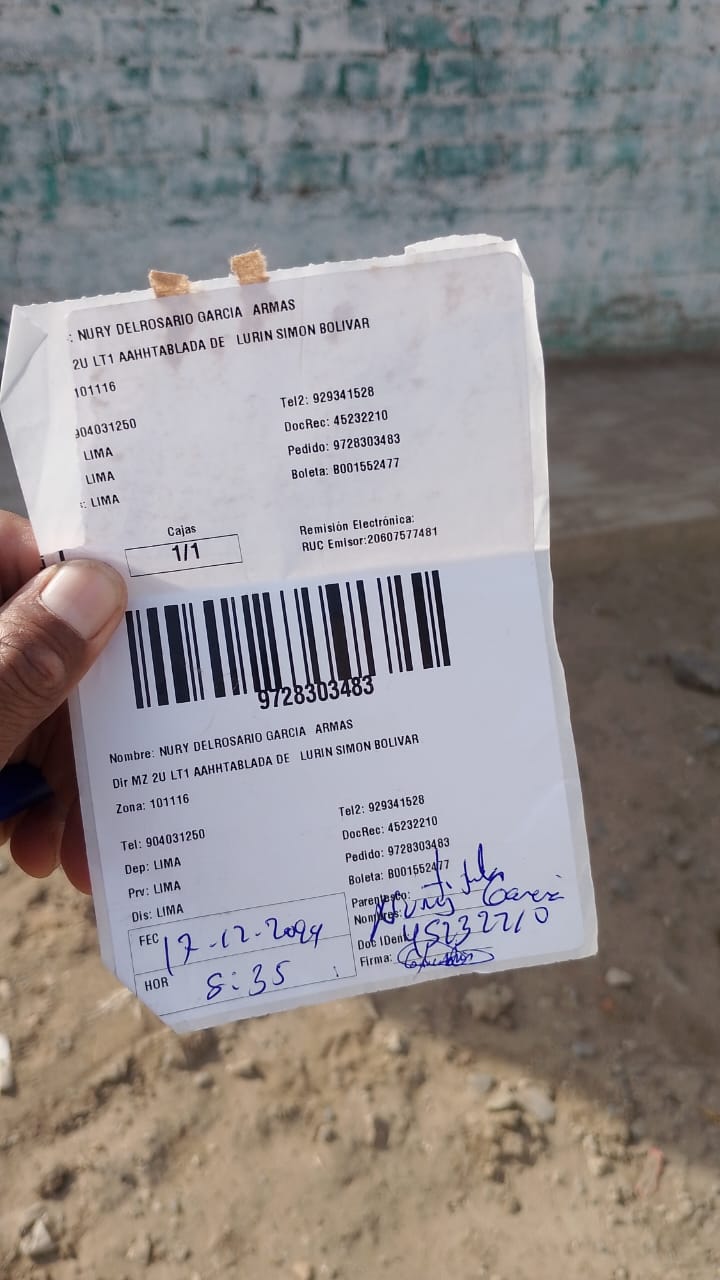 : NURY DELROSARIO GARCIA ARMAS
2U LT1 AAHHTABLADA DE LURIN SIMON BOLIVAR
101116
904031250
Tel2: 929341528
DocRec: 45232210
LIMA
Pedido: 9728303483
LIMA
Boleta: B001552477
: LIMA
Cajas
1/1
Remisión Electrónica:
RUC Emisor:20607577481
9728303483
Nombre: NURY DELROSARIO GARCIA ARMAS
Dir MZ 2U LT1 AAHHTABLADA DE LURIN SIMON BOLIVAR
Zona: 101116
Tel: 904031250
Tel2: 929341528
Dep: LIMA
DocRec: 45232210
Prv: LIMA
Pedido: 9728303483
Dis: LIMA
Boleta: B001552477
Parentesco: Titular
Nombres: Nury Garcia
Doc IDen 45232210
Firma:
FEC 17-12-2024
HOR 8:35